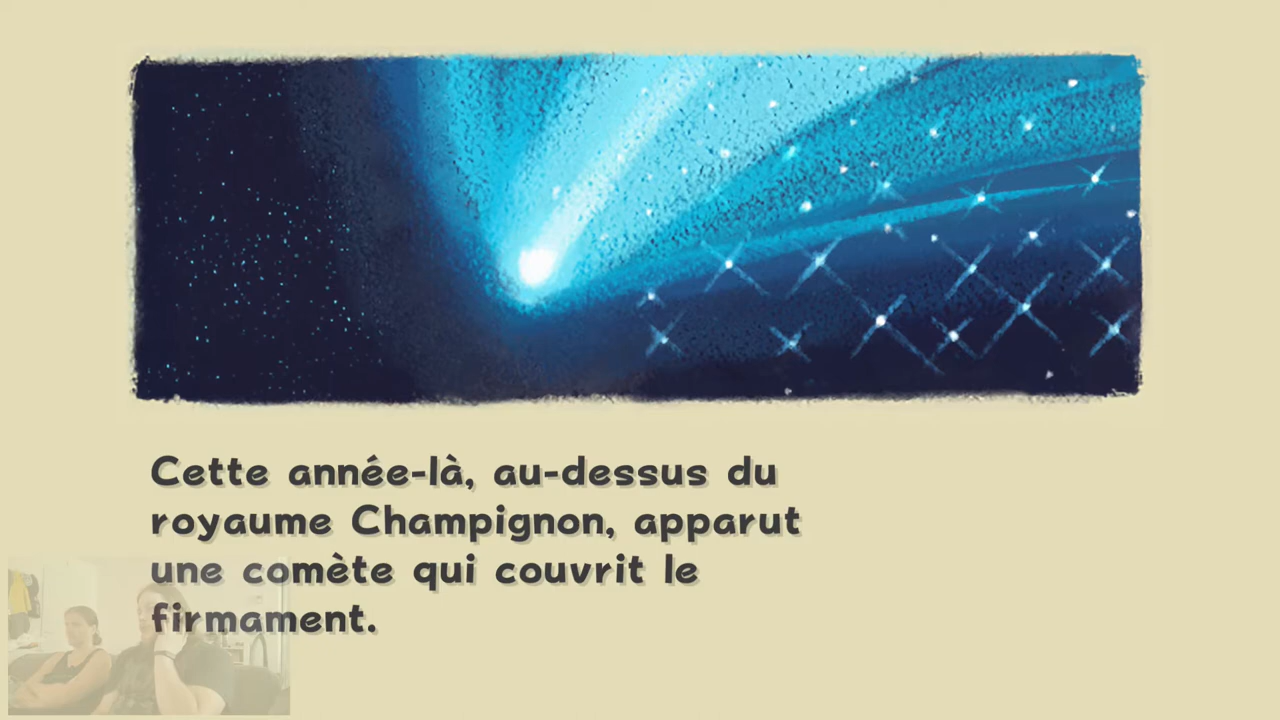 Cette année-là, au-dessus du
royaume Champignon, apparut
une comète qui couvrit le
firmament.